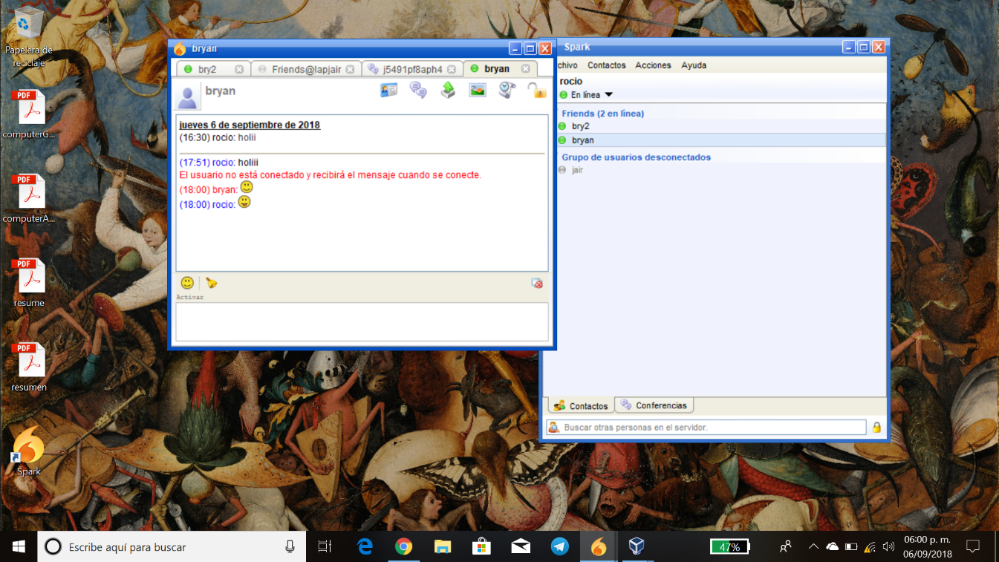 Papelera de
reciclaje
PDF
computerG...
PDF
computerA...
PDF
resume
PDF
resumen
Spark
bryan
bry2
Friends@lapjair
j5491pf8aph4
bryan
bryan
jueves 6 de septiembre de 2018
(16:30) rocio: holii
(17:51) rocio: holiii
El usuario no está conectado y recibirá el mensaje cuando se conecte.
(18:00) bryan:
(18:00) rocio:
Activar
Spark
chivo Contactos Acciones Ayuda
rocio
En línea
Friends (2 en línea)
bry2
bryan
Grupo de usuarios desconectados
jair
Contactos
Conferencias
Buscar otras personas en el servidor.
Escribe aquí para buscar
47%
06:00 p. m.
06/09/2018